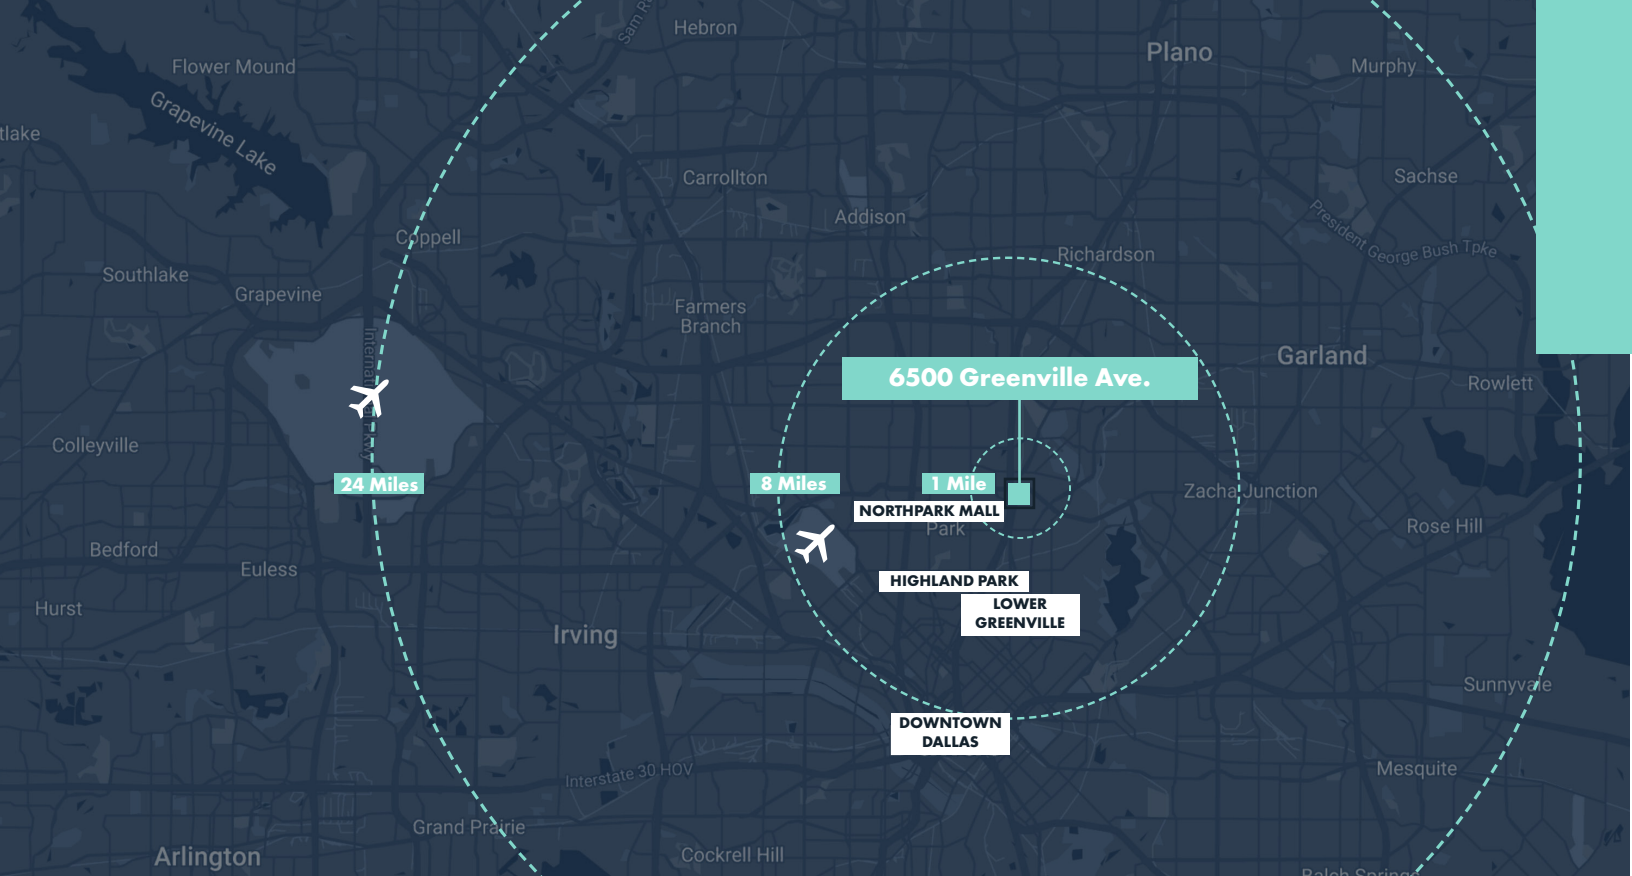 Hebron
Plano
Flower Mound
Murphy
Grapevine Lake
tlake
Carrollton
Sachse
Addison
President George Bush Tpke
Coppell
Richardson
Southlake
Grapevine
Farmers
Branch
Garland
6500 Greenville Ave.
Rowlett
Colleyville
24 Miles
8 Miles
1 Mile
Zacha Junction
NORTHPARK MALL
Park
Rose Hill
Bedford
Euless
HIGHLAND PARK
Hurst
LOWER
GREENVILLE
Irving
Sunnyvale
DOWNTOWN
DALLAS
Interstate 30 HOV
Mesquite
Grand Prairie
Arlington
Cockrell Hill
Balch Springs